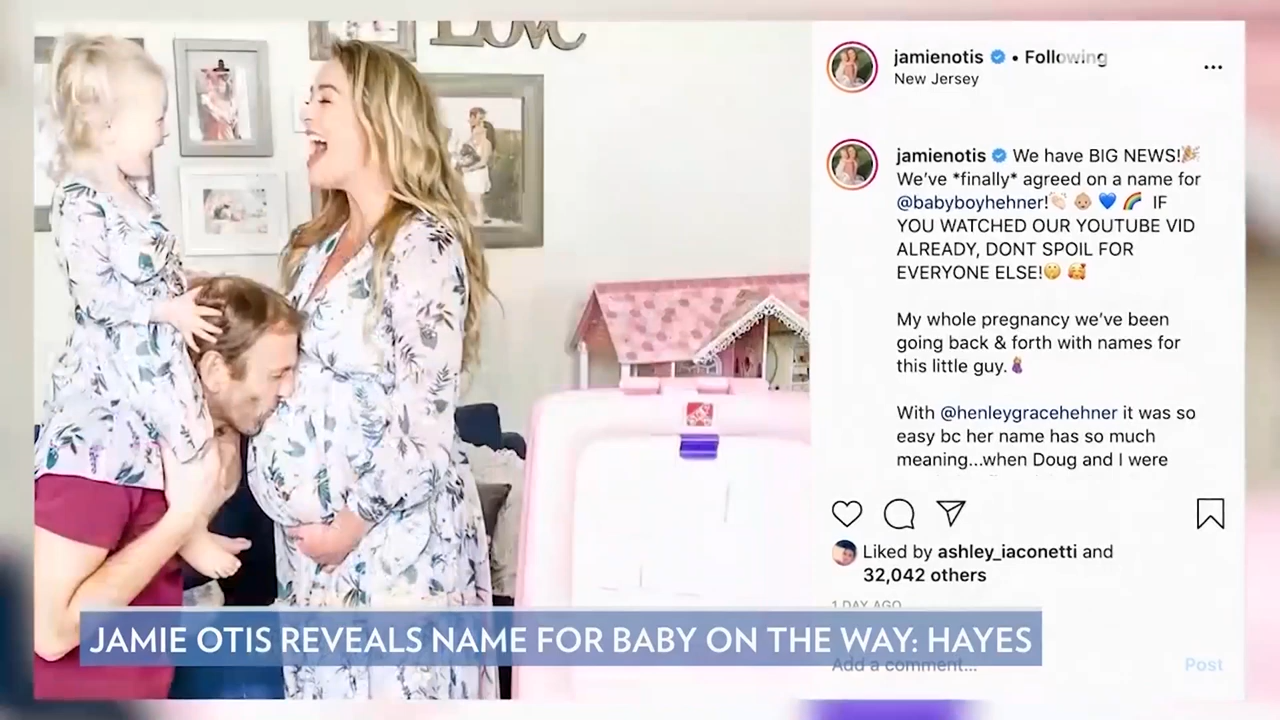 LOVE
jamienotis • Following
New Jersey
jamienotis We have BIG NEWS!🎉
We've *finally* agreed on a name for
@babyboyhehner!👏🏻 👶🏼 💙 🌈 IF
YOU WATCHED OUR YOUTUBE VID
ALREADY, DONT SPOIL FOR
EVERYONE ELSE!🤫 🥰
My whole pregnancy we've been
going back & forth with names for
this little guy.🤰
With @henleygracehehner it was so
easy bc her name has so much
meaning...when Doug and I were
Liked by ashley_iaconetti and
32,042 others
1 DAY AGO
JAMIE OTIS REVEALS NAME FOR BABY ON THE WAY: HAYES
Add a comment...
Post